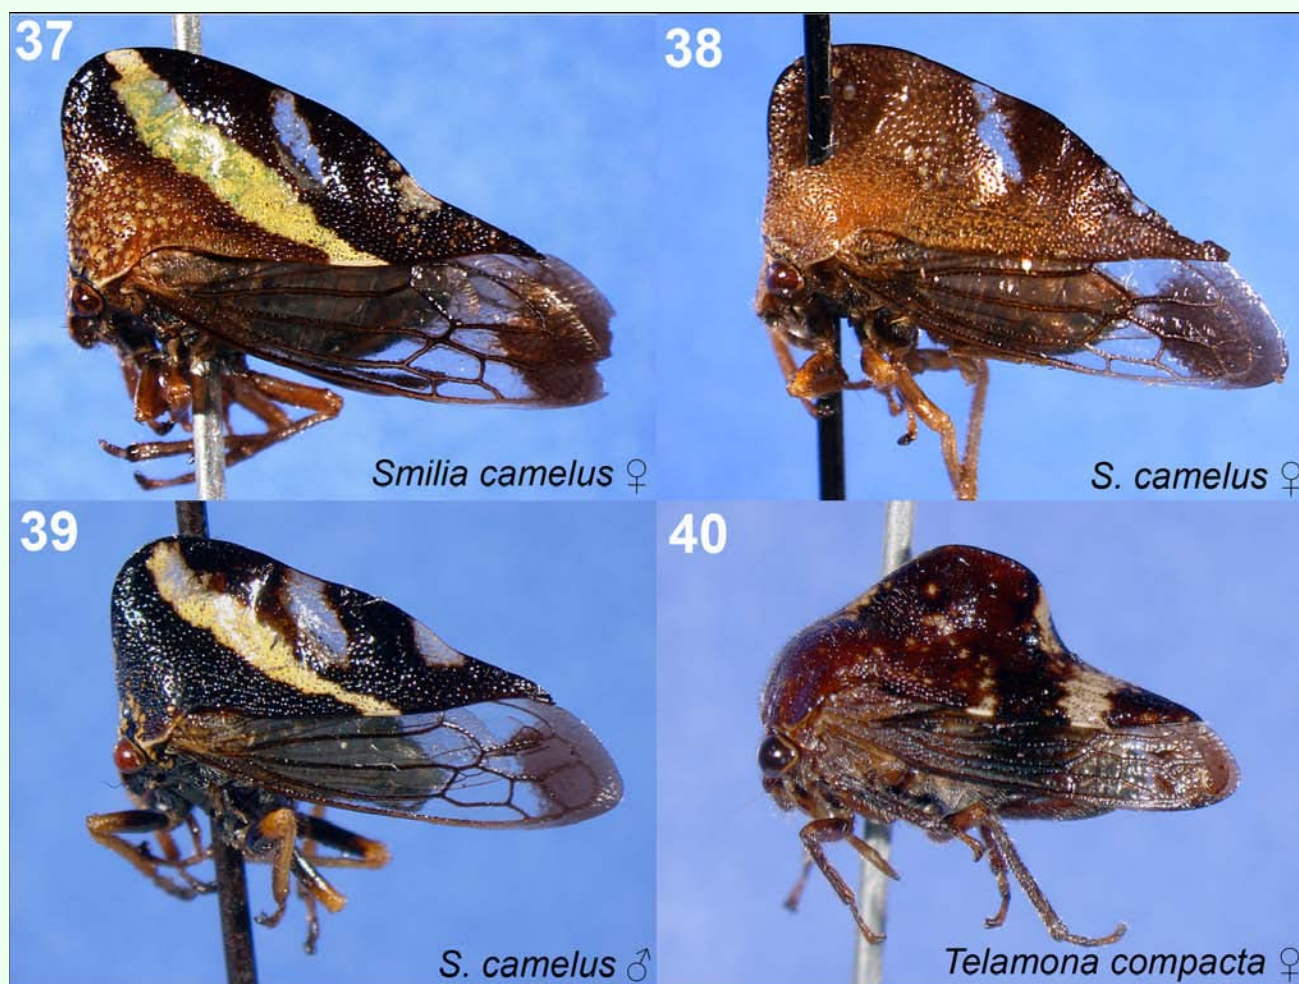 37
38
Smilia camelus ♀
S. camelus ♀
39
40
S. camelus ♂
Telamona compacta ♀